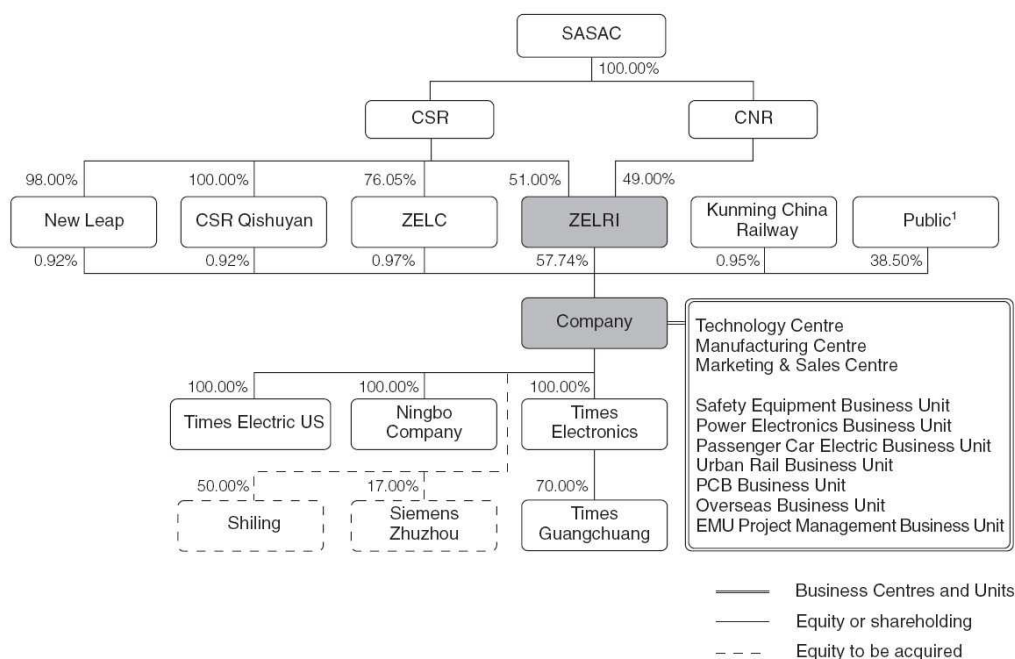 SASAC
100.00%
CSR
CNR
98.00%
100.00%
76.05%
51.00%
49.00%
New Leap
CSR Qishuyan
ZELC
ZELRI
Kunming China
Railway
Public¹
0.92%
0.92%
0.97%
57.74%
0.95%
38.50%
Company
Technology Centre
Manufacturing Centre
Marketing & Sales Centre
Safety Equipment Business Unit
Power Electronics Business Unit
Passenger Car Electric Business Unit
Urban Rail Business Unit
PCB Business Unit
Overseas Business Unit
EMU Project Management Business Unit
100.00%
100.00%
100.00%
Times Electric US
Ningbo
Company
Times
Electronics
50.00%
17.00%
70.00%
Shiling
Siemens
Zhuzhou
Times
Guangchuang
Business Centres and Units
Equity or shareholding
Equity to be acquired